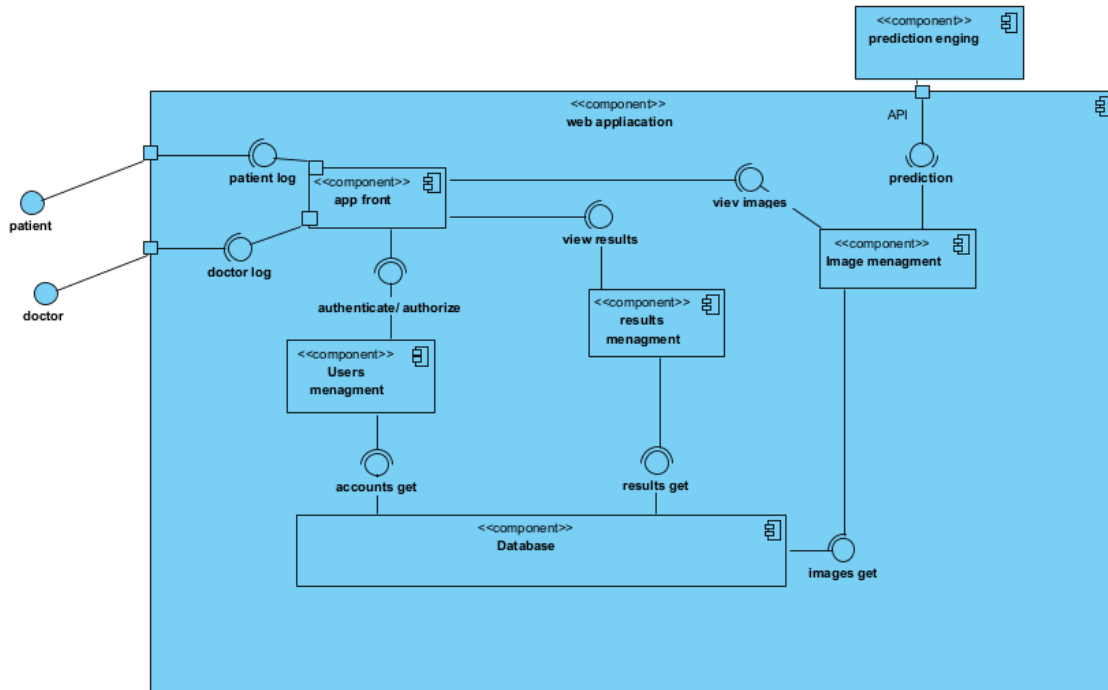 <<component>>
prediction enging
<<component>>
web appliacation
API
patient log
<<component>>
app front
prediction
viev images
patient
view results
<<component>>
Image menagment
doctor log
doctor
authenticate/ authorize
<<component>>
results
menagment
<<component>>
Users
menagment
accounts get
results get
<<component>>
Database
images get